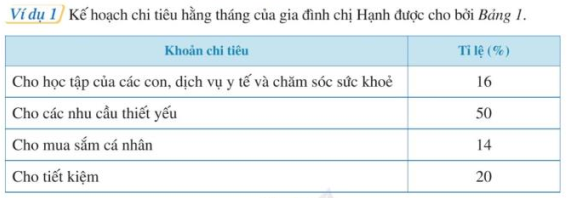 Ví dụ 1 Kế hoạch chi tiêu hằng tháng của gia đình chị Hạnh được cho bởi Bảng 1.
Khoản chi tiêu Tỉ lệ (%)
Cho học tập của các con, dịch vụ y tế và chăm sóc sức khoẻ 16
Cho các nhu cầu thiết yếu 50
Cho mua sắm cá nhân 14
Cho tiết kiệm 20